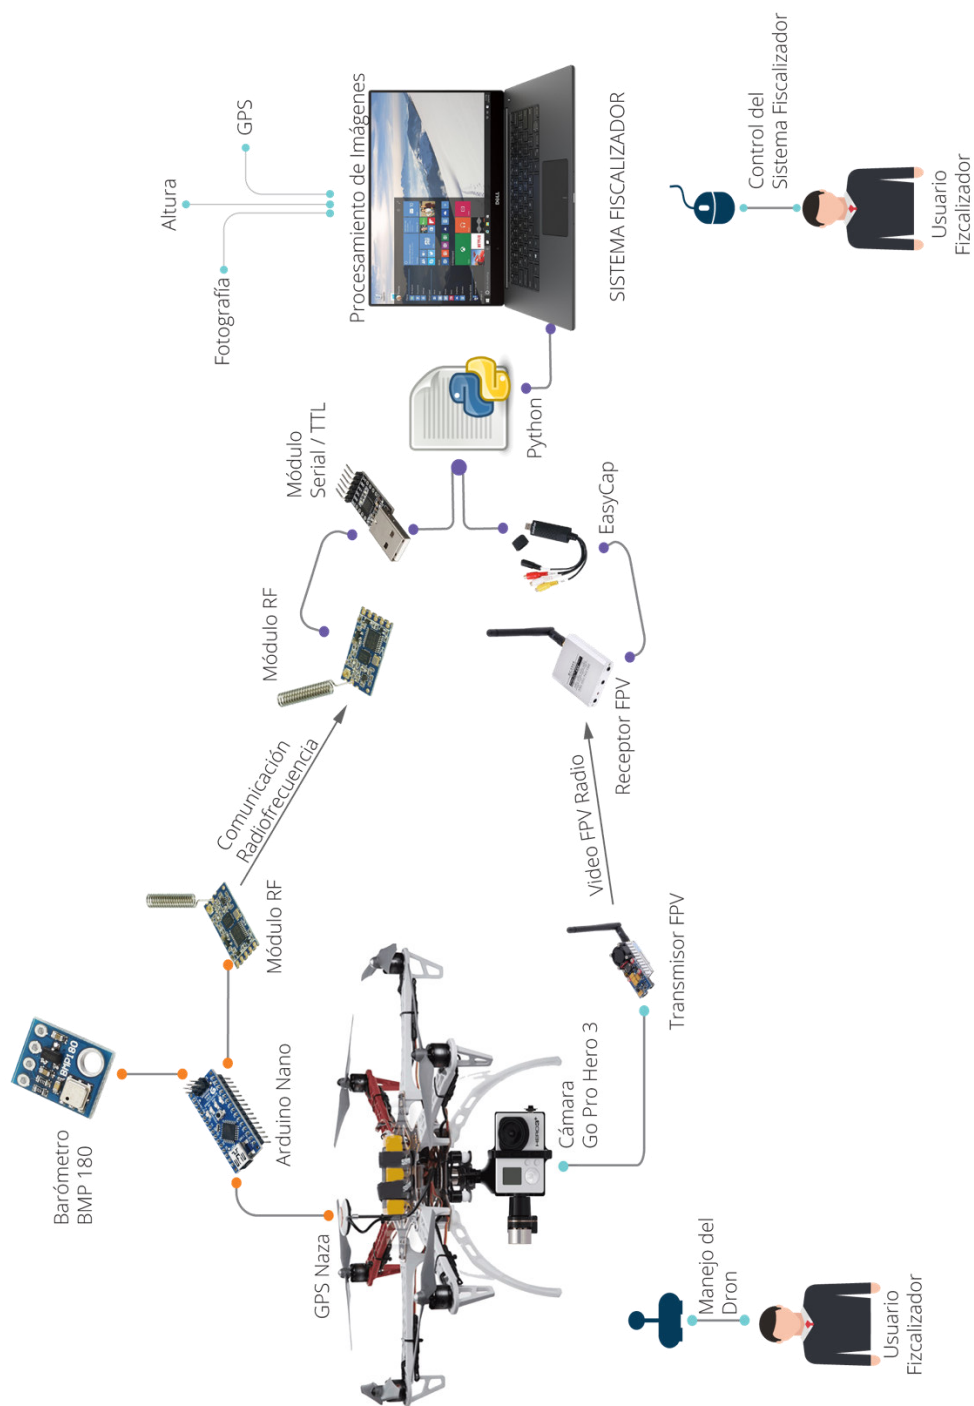 Barómetro
BMP 180
BMP180
Arduino Nano
GPS Naza
Módulo RF
Comunicación
Radiofrecuencia
Módulo RF
Módulo
Serial / TTL
Fotografía
Altura
GPS
Procesamiento de Imágenes
DELL
SISTEMA FISCALIZADOR
Python
EasyCap
Receptor FPV
Video FPV Radio
Transmisor FPV
Cámara
Go Pro Hero 3
Manejo del
Dron
Usuario
Fizcalizador
Control del
Sistema Fiscalizador
Usuario
Fizcalizador